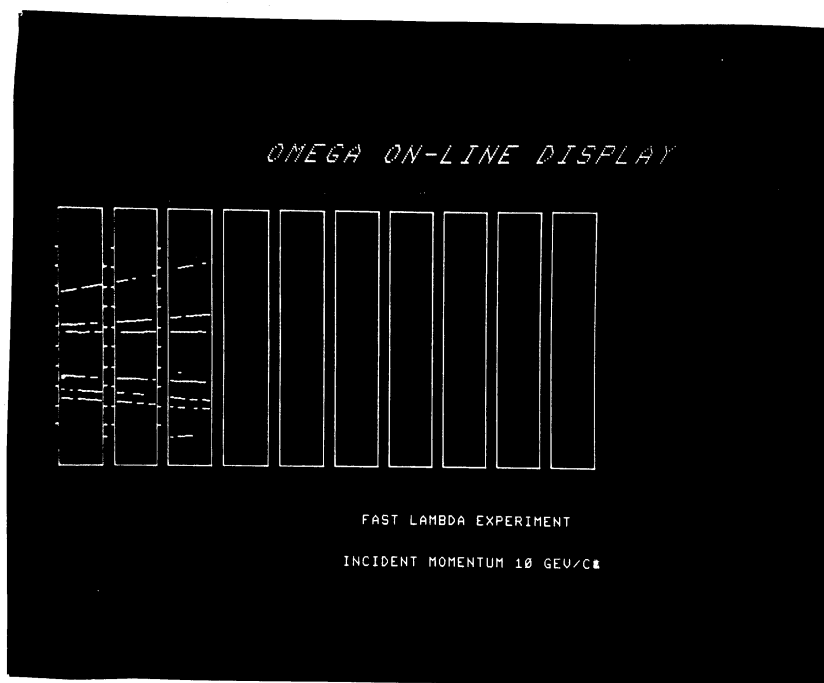 OMEGA ON-LINE DISPLAY
FAST LAMBDA EXPERIMENT
INCIDENT MOMENTUM 10 GEV/C